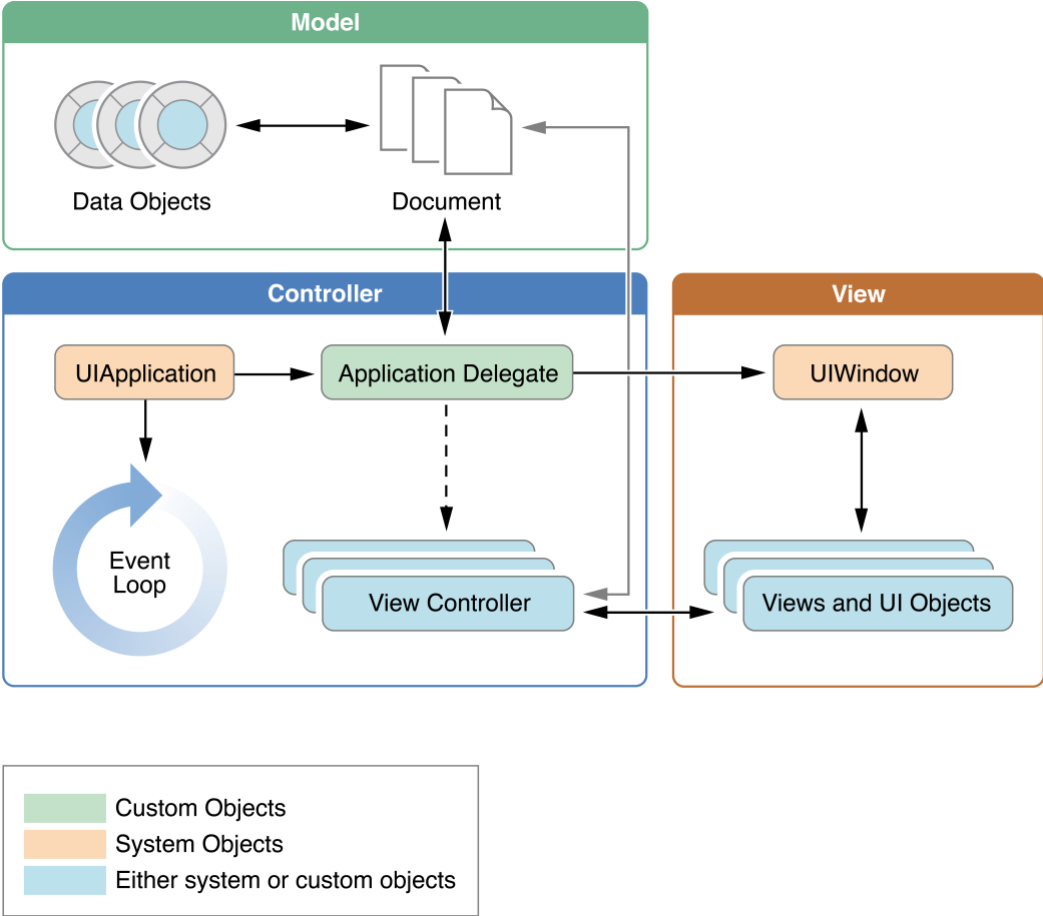 Model
Data Objects
Document
Controller
View
UIApplication
Application Delegate
UIWindow
Event
Loop
View Controller
Views and UI Objects
Custom Objects
System Objects
Either system or custom objects